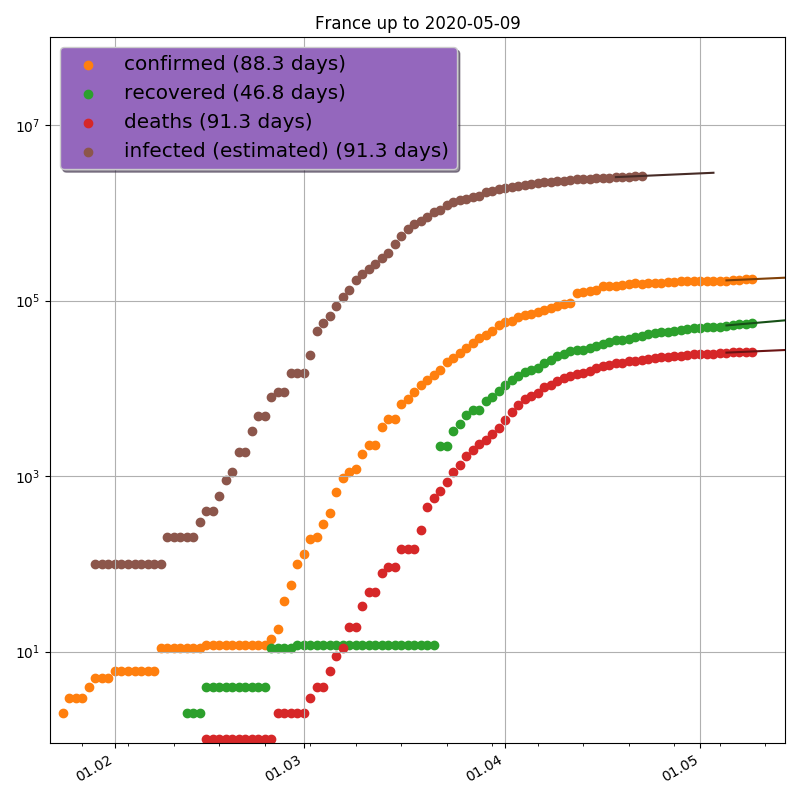 France up to 2020-05-09
confirmed (88.3 days)
recovered (46.8 days)
deaths (91.3 days)
infected (estimated) (91.3 days)
10^7
10^5
10^3
10^1
01.02
01.03
01.04
01.05